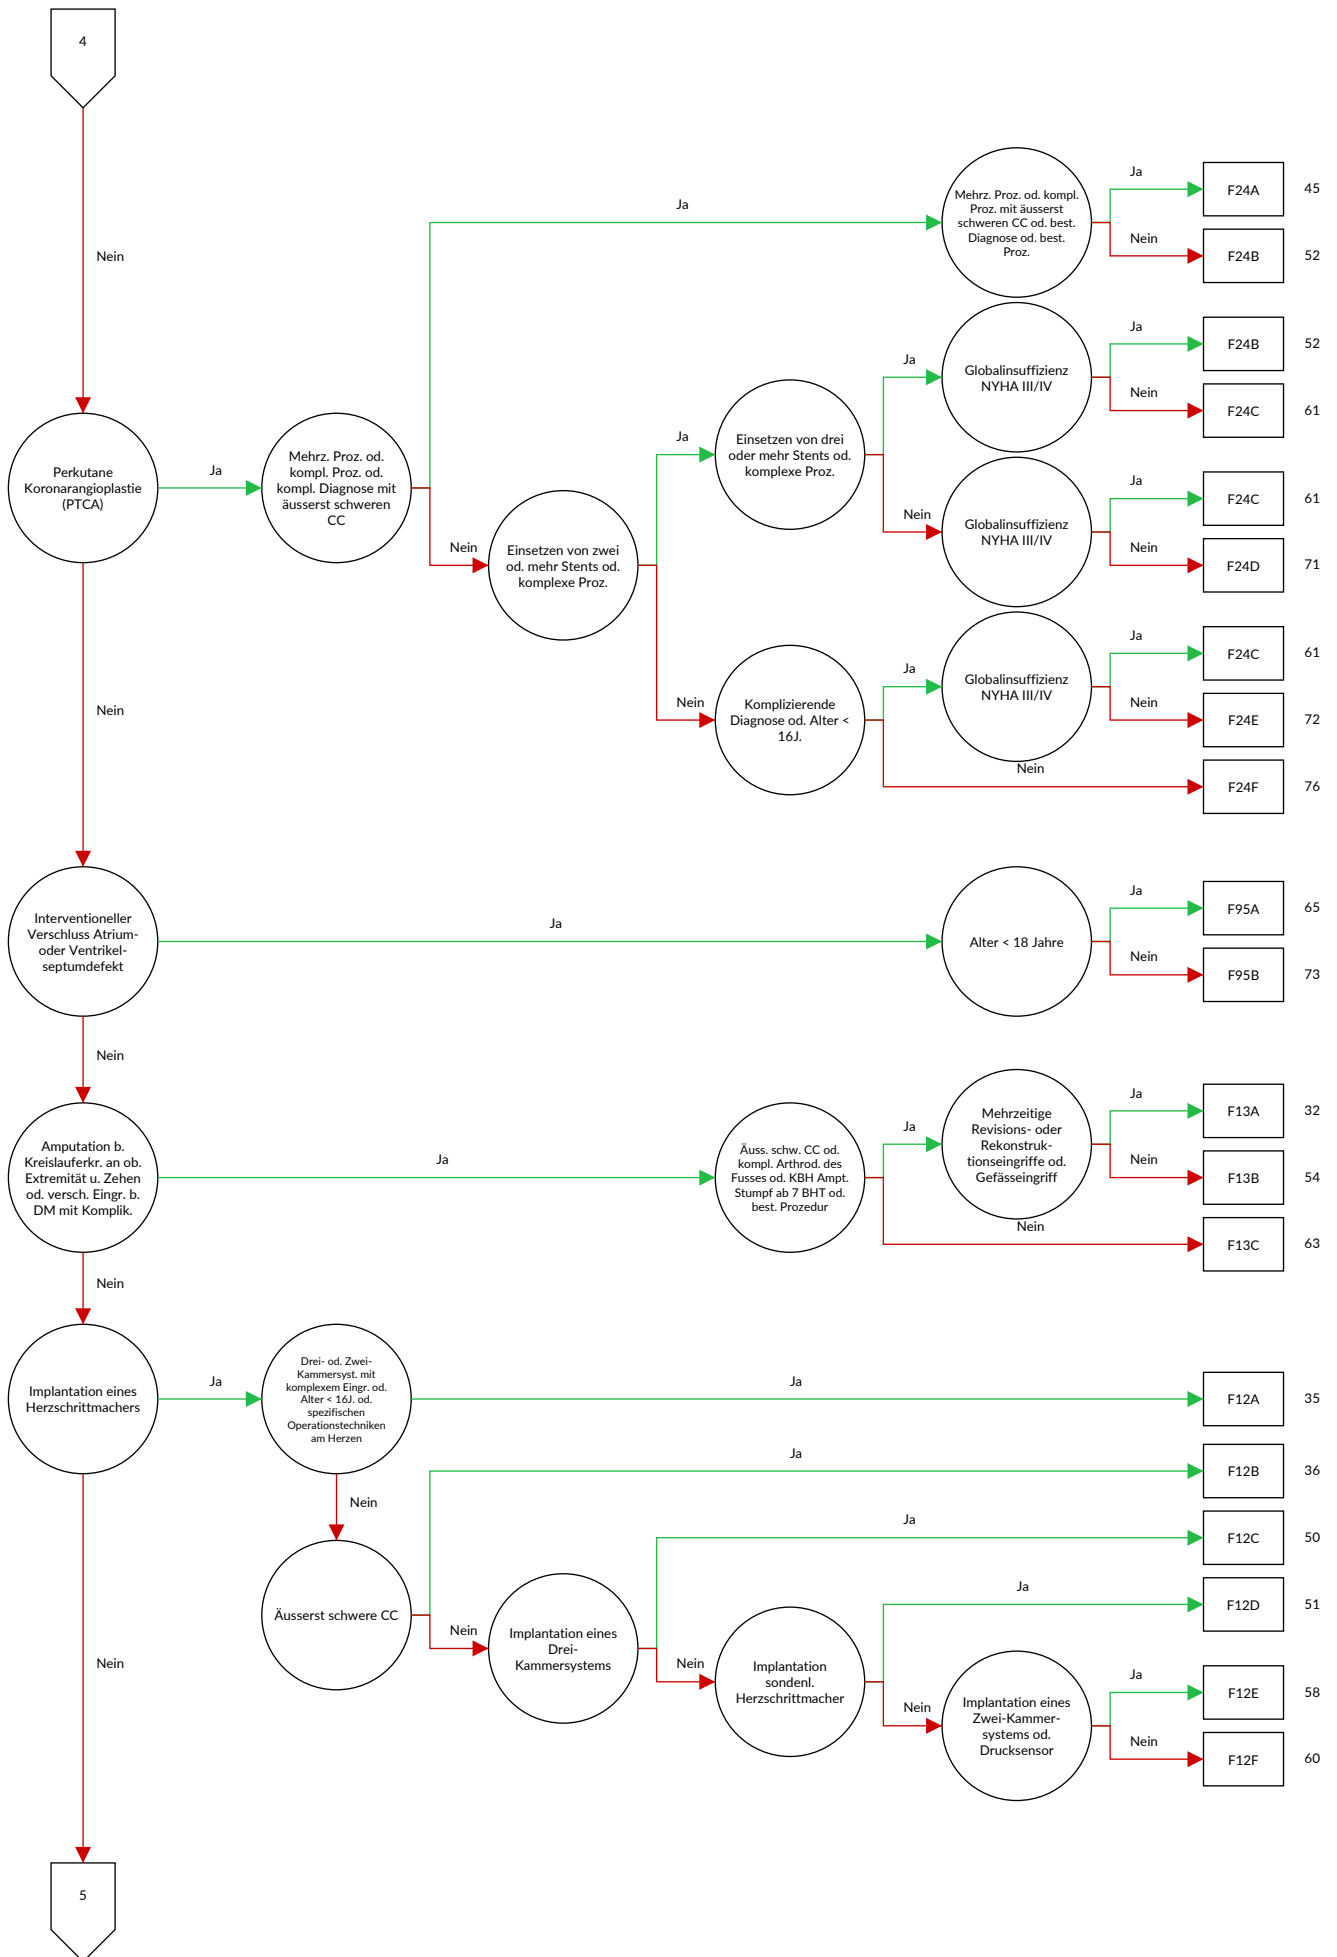 4
Nein
Perkutane
Koronarangioplastie
(PTCA)
Ja
Mehrz. Proz. od.
kompl. Proz. od.
kompl. Diagnose mit
äusserst schweren
CC
Ja
Mehrz. Proz. od. kompl.
Proz. mit äusserst
schweren CC od. best.
Diagnose od. best.
Proz.
Ja
F24A 45
Nein
F24B 52
Nein
Einsetzen von zwei
od. mehr Stents od.
komplexe Proz.
Ja
Einsetzen von drei
oder mehr Stents od.
komplexe Proz.
Ja
Globalinsuffizienz
NYHA III/IV
Ja
F24B 52
Nein
F24C 61
Nein
Globalinsuffizienz
NYHA III/IV
Ja
F24C 61
Nein
F24D 71
Nein
Komplizierende
Diagnose od. Alter <
16J.
Ja
Globalinsuffizienz
NYHA III/IV
Ja
F24C 61
Nein
F24E 72
Nein
F24F 76
Nein
Interventioneller
Verschluss Atrium-
oder Ventrikel-
septumdefekt
Ja
Alter < 18 Jahre
Ja
F95A 65
Nein
F95B 73
Nein
Amputation b.
Kreislauferkr. an ob.
Extremität u. Zehen
od. versch. Eingr. b.
DM mit Komplik.
Ja
Äuss. schw. CC od.
kompl. Arthrod. des
Fusses od. KBH Ampt.
Stumpf ab 7 BHT od.
best. Prozedur
Ja
Mehrzeitige
Revisions- oder
Rekonstruk-
tionseingriffe od.
Gefässeingriff
Ja
F13A 32
Nein
F13B 54
Nein
F13C 63
Nein
Implantation eines
Herzschrittmachers
Ja
Drei- od. Zwei-
Kammersyst. mit
komplexem Eingr. od.
Alter < 16J. od.
spezifischen
Operationstechniken
am Herzen
Ja
F12A 35
Nein
Äusserst schwere CC
Ja
F12B 36
Nein
Implantation eines
Drei-
Kammersystems
Ja
F12C 50
Nein
Implantation
sondenl.
Herzschrittmacher
Ja
F12D 51
Nein
Implantation eines
Zwei-Kammer-
systems od.
Drucksensor
Ja
F12E 58
Nein
F12F 60
Nein
5